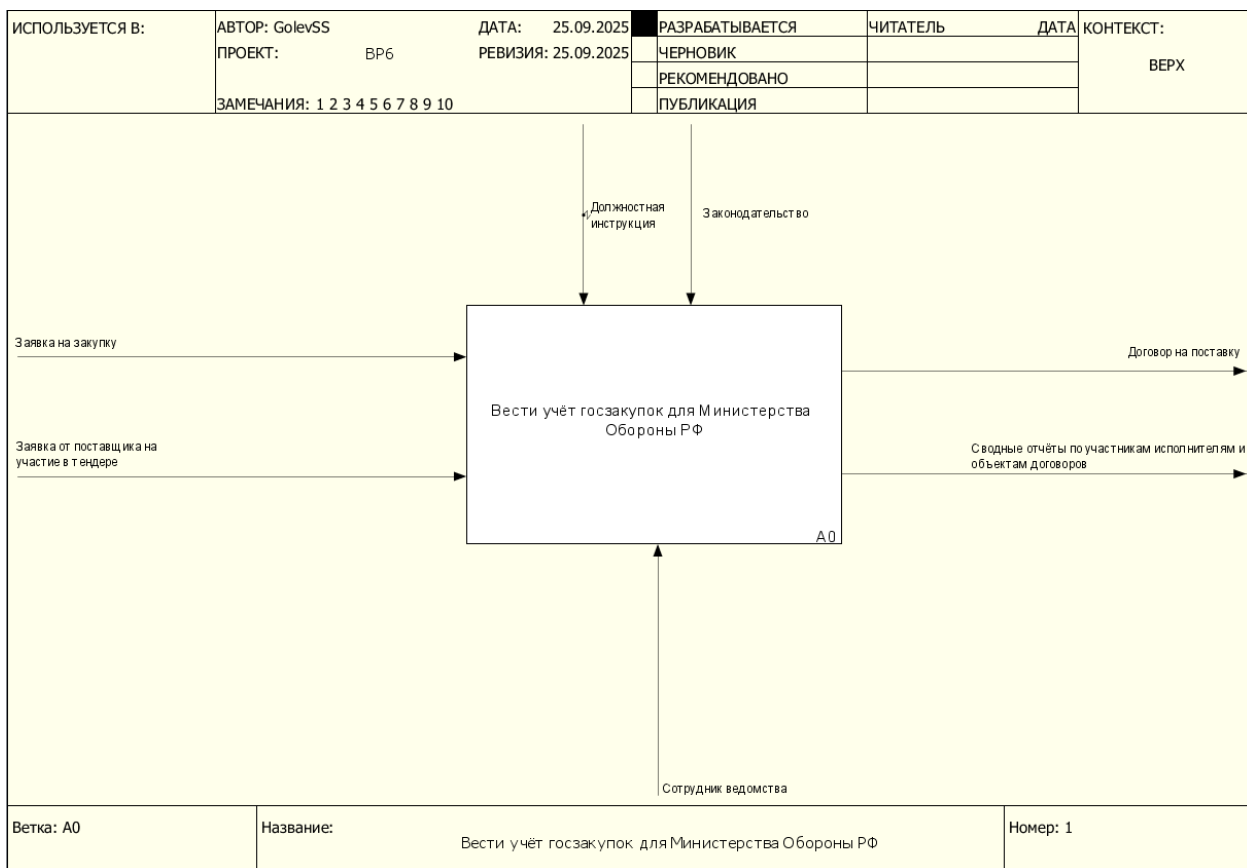 ИСПОЛЬЗУЕТСЯ В:
АВТОР: GolevSS
ДАТА: 25.09.2025
РАЗРАБАТЫВАЕТСЯ
ЧИТАТЕЛЬ
ДАТА
КОНТЕКСТ:
ПРОЕКТ: BP6
РЕВИЗИЯ: 25.09.2025
ЧЕРНОВИК
ВЕРХ
РЕКОМЕНДОВАНО
ЗАМЕЧАНИЯ: 1 2 3 4 5 6 7 8 9 10
ПУБЛИКАЦИЯ
Должностная
инструкция
Законодательство
Заявка на закупку
Договор на поставку
Вести учёт госзакупок для Министерства
Обороны РФ
Заявка от поставщика на
участие в тендере
Сводные отчёты по участникам исполнителям и
объектам договоров
A0
Сотрудник ведомства
Ветка: A0
Название:
Вести учёт госзакупок для Министерства Обороны РФ
Номер: 1